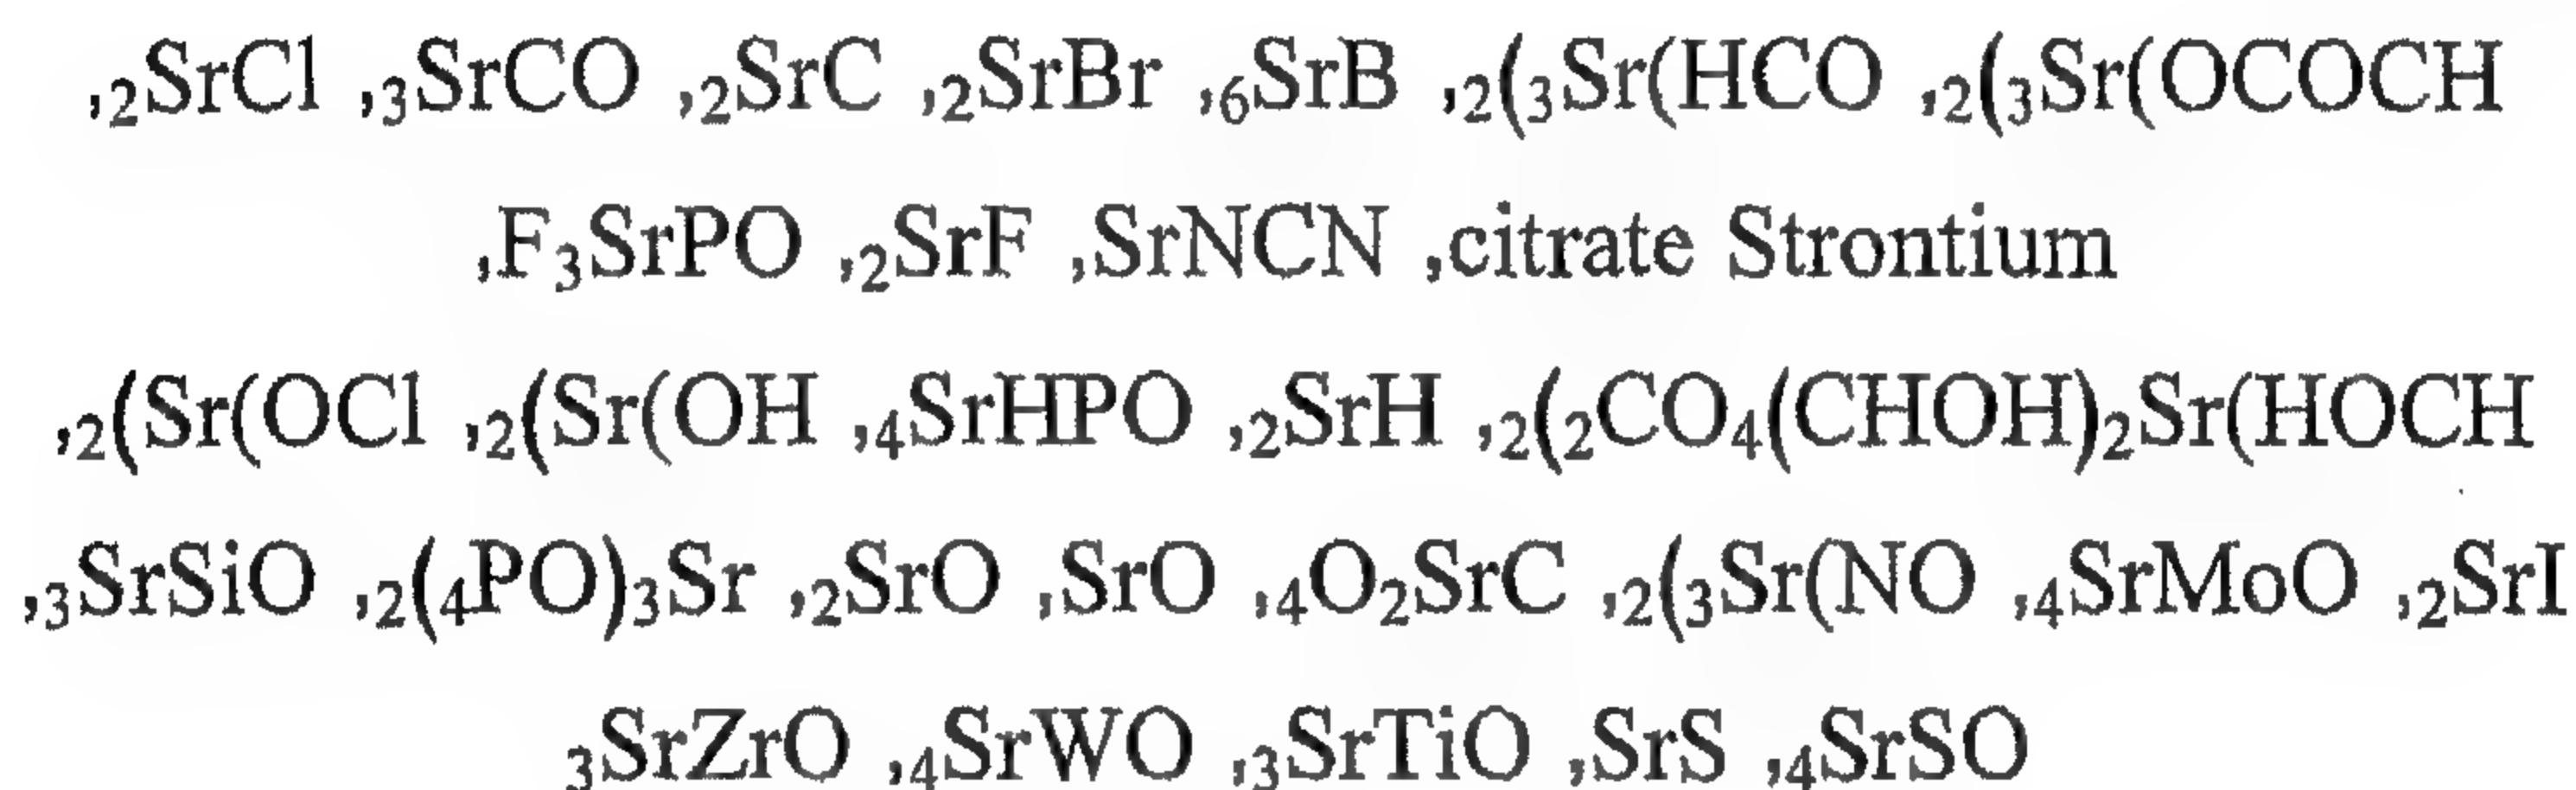 ,₂SrCl ,₃SrCO ,₂SrC ,₂SrBr ,₆SrB ,₂(₃Sr(HCO ,₂(₃Sr(OCOCH
,F₃SrPO ,₂SrF ,SrNCN ,citrate Strontium
,₂(Sr(OCl ,₂(Sr(OH ,₄SrHPO ,₂SrH ,₂(₂CO₄(CHOH)₂Sr(HOCH
,₃SrSiO ,₂(₄PO)₃Sr ,₂SrO ,SrO ,₄O₂SrC ,₂(₃Sr(NO ,₄SrMoO ,₂SrI
₃SrZrO ,₄SrWO ,₃SrTiO ,SrS ,₄SrSO